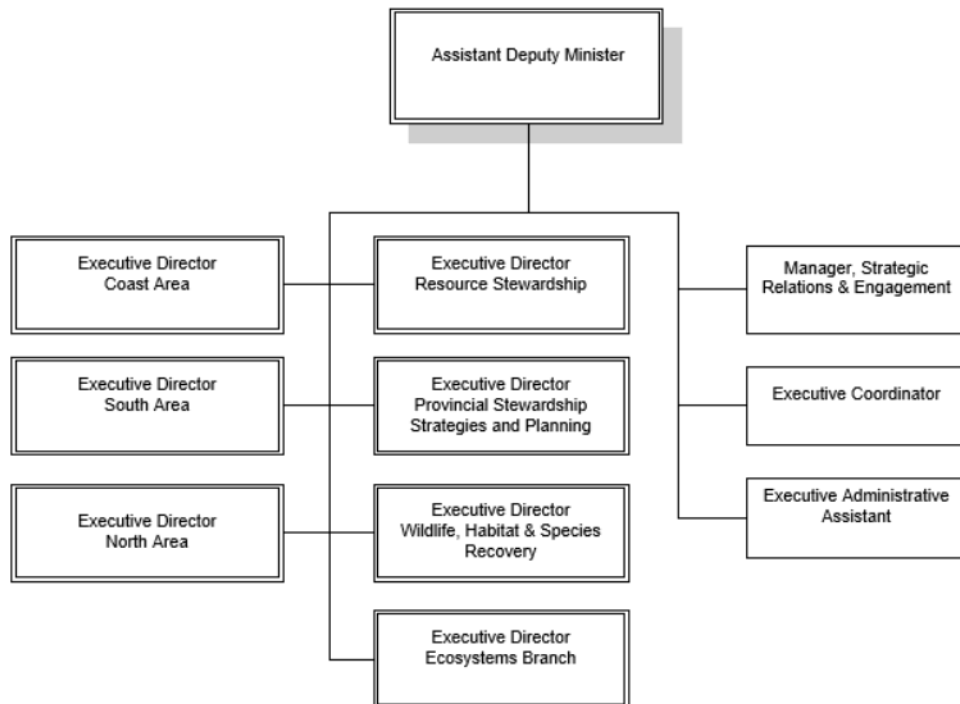 Assistant Deputy Minister
Executive Director
Coast Area
Executive Director
Resource Stewardship
Manager, Strategic
Relations & Engagement
Executive Director
South Area
Executive Director
Provincial Stewardship
Strategies and Planning
Executive Coordinator
Executive Director
North Area
Executive Director
Wildlife, Habitat & Species
Recovery
Executive Administrative
Assistant
Executive Director
Ecosystems Branch